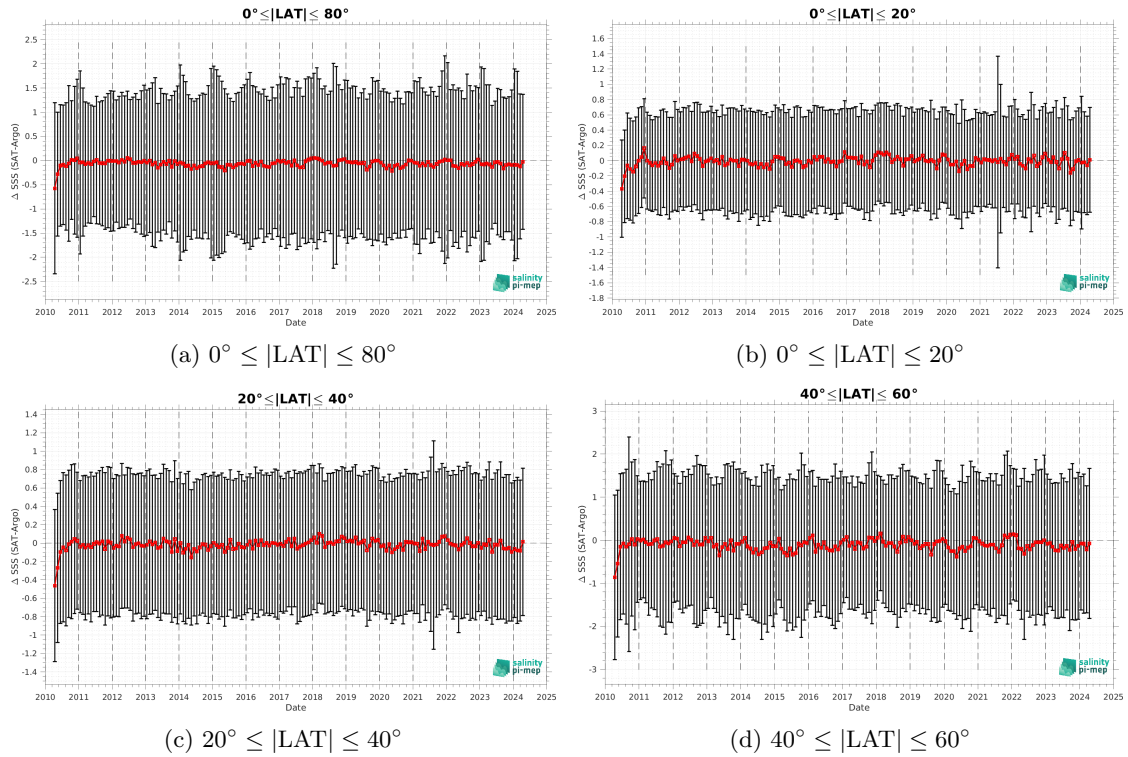 0°≤|LAT|≤ 80°
2.5
2
1.5
1
0.5
0
-0.5
-1
-1.5
-2
-2.5
Δ SSS (SAT-Argo)
2010 2011 2012 2013 2014 2015 2016 2017 2018 2019 2020 2021 2022 2023 2024 2025
Date
salinity
pi-mep
(a) 0° ≤ |LAT| ≤ 80°
0°≤|LAT|≤ 20°
1.6
1.4
1.2
1
0.8
0.6
0.4
0.2
0
-0.2
-0.4
-0.6
-0.8
-1
-1.2
-1.4
-1.6
-1.8
Δ SSS (SAT-Argo)
2010 2011 2012 2013 2014 2015 2016 2017 2018 2019 2020 2021 2022 2023 2024 2025
Date
salinity
pi-mep
(b) 0° ≤ |LAT| ≤ 20°
20°≤|LAT|≤ 40°
1.4
1.2
1
0.8
0.6
0.4
0.2
0
-0.2
-0.4
-0.6
-0.8
-1
-1.2
-1.4
Δ SSS (SAT-Argo)
2010 2011 2012 2013 2014 2015 2016 2017 2018 2019 2020 2021 2022 2023 2024 2025
Date
salinity
pi-mep
(c) 20° ≤ |LAT| ≤ 40°
40°≤|LAT|≤ 60°
3
2
1
0
-1
-2
-3
Δ SSS (SAT-Argo)
2010 2011 2012 2013 2014 2015 2016 2017 2018 2019 2020 2021 2022 2023 2024 2025
Date
salinity
pi-mep
(d) 40° ≤ |LAT| ≤ 60°